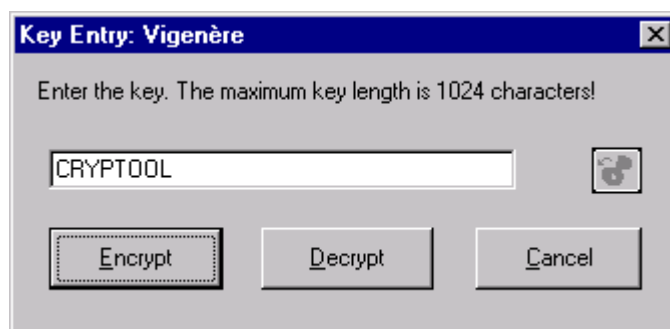 Key Entry: Vigenère
Enter the key. The maximum key length is 1024 characters!
CRYPTOOL
Encrypt Decrypt Cancel